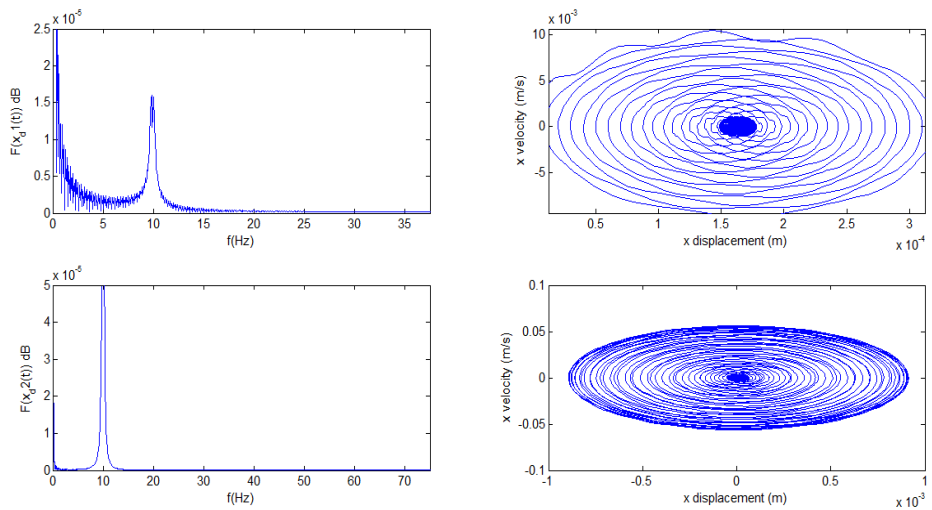 x 10^-5
2.5
2
1.5
1
0.5
0
F(x_d1(t)) dB
0 5 10 15 20 25 30 35
f(Hz)
x 10^-3
10
5
0
-5
x velocity (m/s)
0.5 1 1.5 2 2.5 3
x 10^-4
x displacement (m)
x 10^-5
5
4
3
2
1
0
F(x_d2(t)) dB
0 10 20 30 40 50 60 70
f(Hz)
0.1
0.05
0
-0.05
-0.1
x velocity (m/s)
-1 -0.5 0 0.5 1
x 10^-3
x displacement (m)